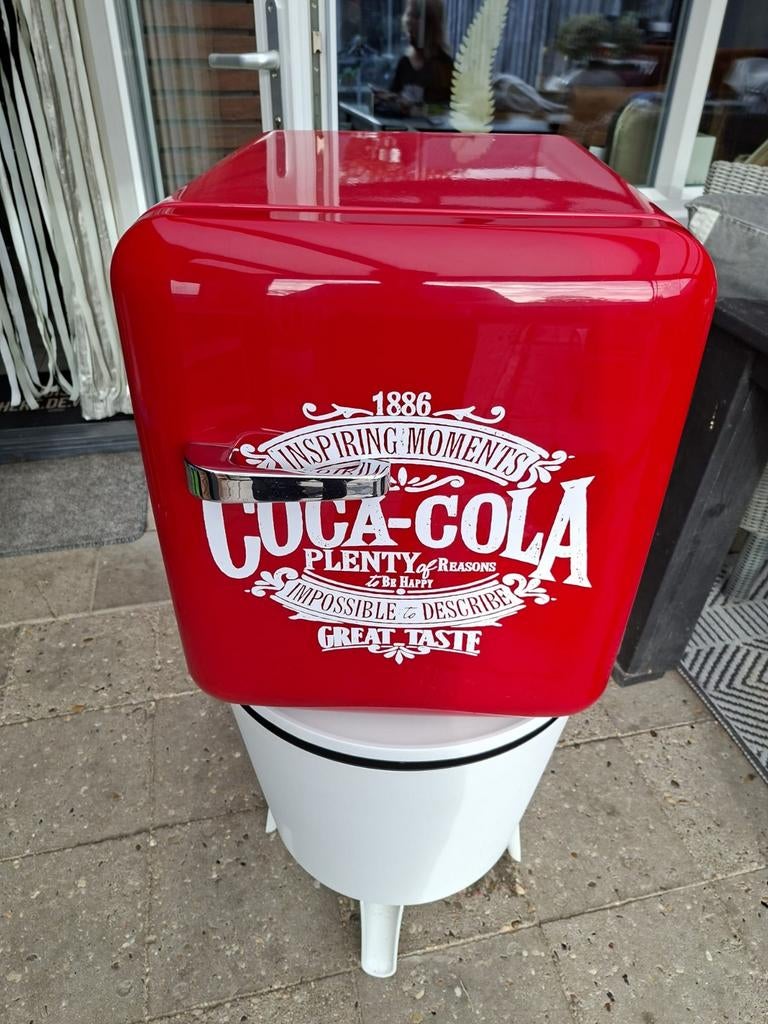 1886
INSPIRING MOMENTS
COCA-COLA
PLENTY of REASONS
to BE HAPPY
IMPOSSIBLE to DESCRIBE
GREAT TASTE